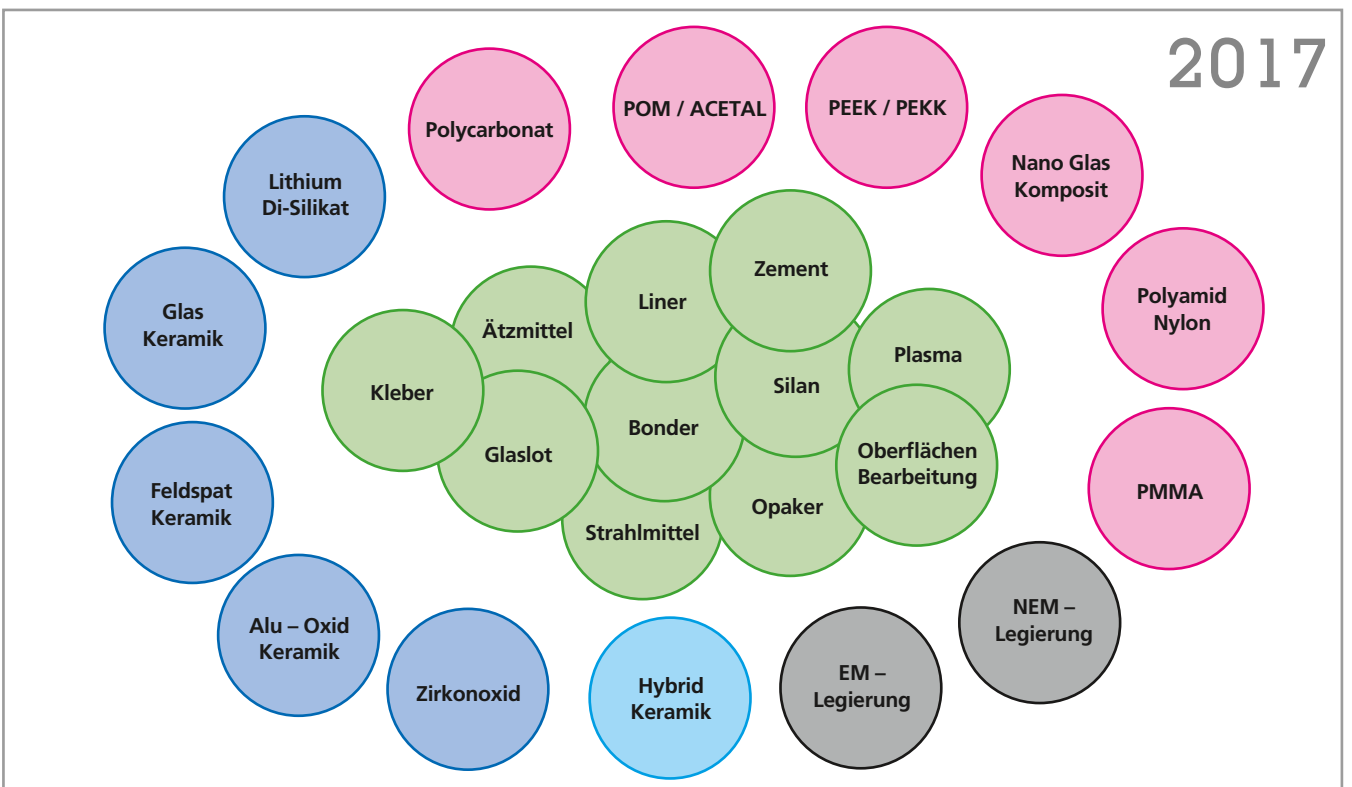 2017
Polycarbonat
POM / ACETAL
PEEK / PEKK
Nano Glas
Komposit
Lithium
Di-Silikat
Polyamid
Nylon
Glas
Keramik
Zement
Liner
Ätzmittel
Plasma
Silan
Kleber
Bonder
Glaslot
Oberflächen
Bearbeitung
Feldspat
Keramik
PMMA
Opaker
Strahlmittel
NEM –
Legierung
Alu – Oxid
Keramik
EM –
Legierung
Hybrid
Keramik
Zirkonoxid